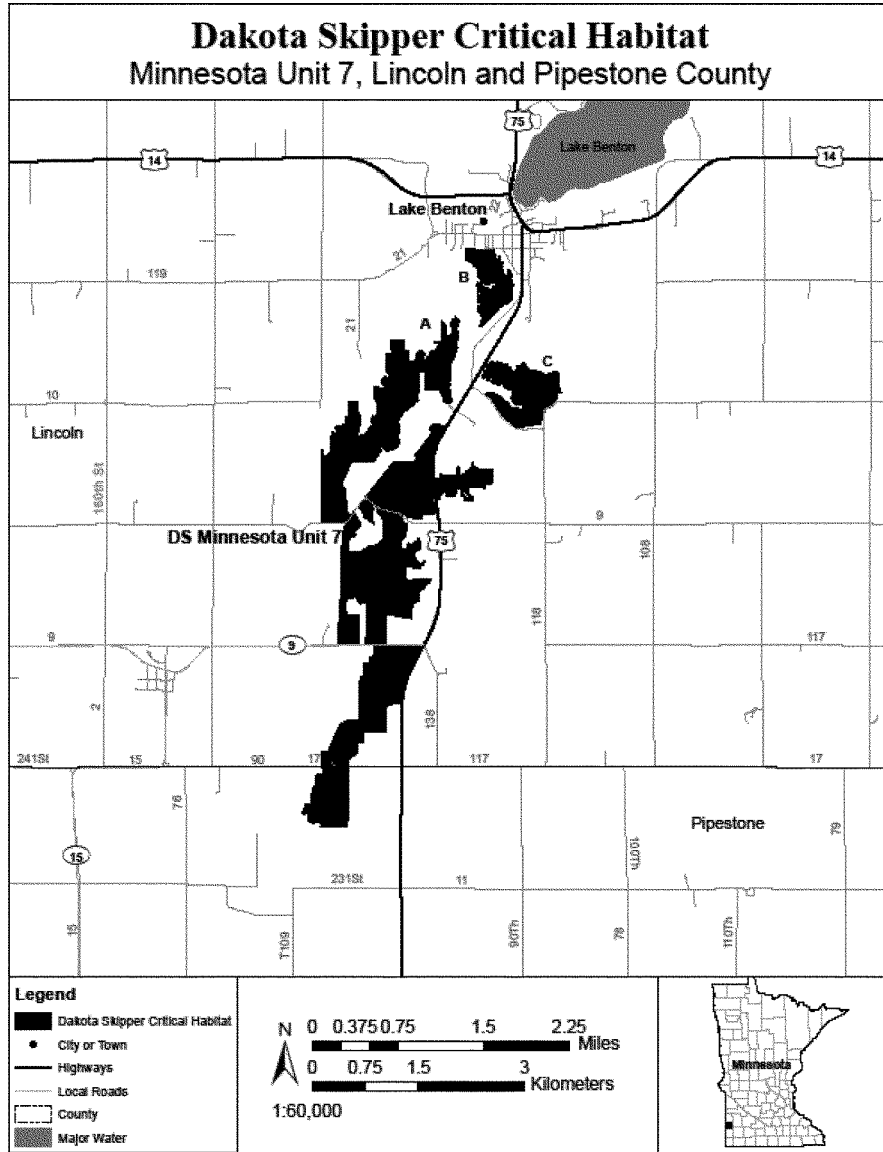 Dakota Skipper Critical Habitat
Minnesota Unit 7, Lincoln and Pipestone County
75
Lake Benton
14
14
Lake Benton
21
119
B
A
21
C
10
Lincoln
160th St
9
DS Minnesota Unit 7
75
108
118
9
9
117
2
138
241St
15
90
17
117
17
76
Pipestone
79
100Th
15
231St
11
15
T109
90Th
78
110Th
Legend
Dakota Skipper Critical Habitat
City or Town
Highways
Local Roads
County
Major Water
N
0 0.375 0.75 1.5 2.25
Miles
0 0.75 1.5 3
Kilometers
1:60,000
Minnesota